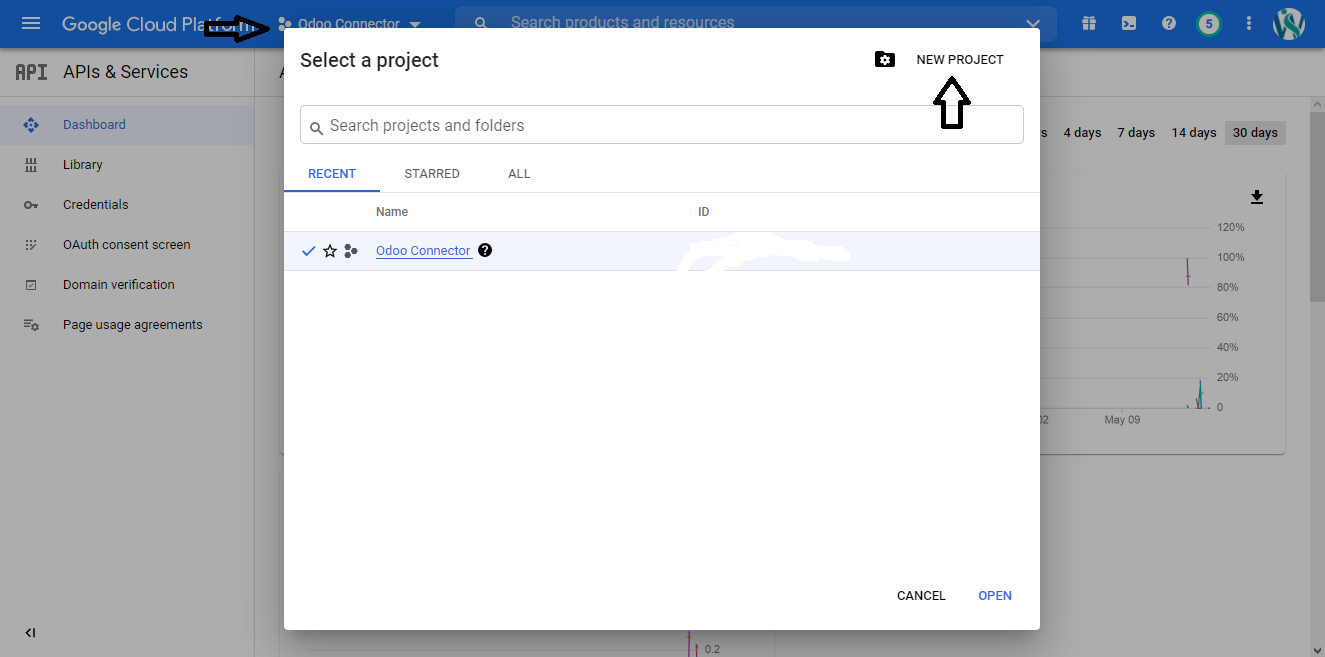 Google Cloud Platform Odoo Connector Search products and resources 5
API APIs & Services
Select a project NEW PROJECT
Search projects and folders
Dashboard
Library
Credentials
OAuth consent screen
Domain verification
Page usage agreements
RECENT STARRED ALL
Name ID
Odoo Connector
4 days 7 days 14 days 30 days
120%
100%
80%
60%
40%
20%
0
02 May 09
CANCEL OPEN
0.2